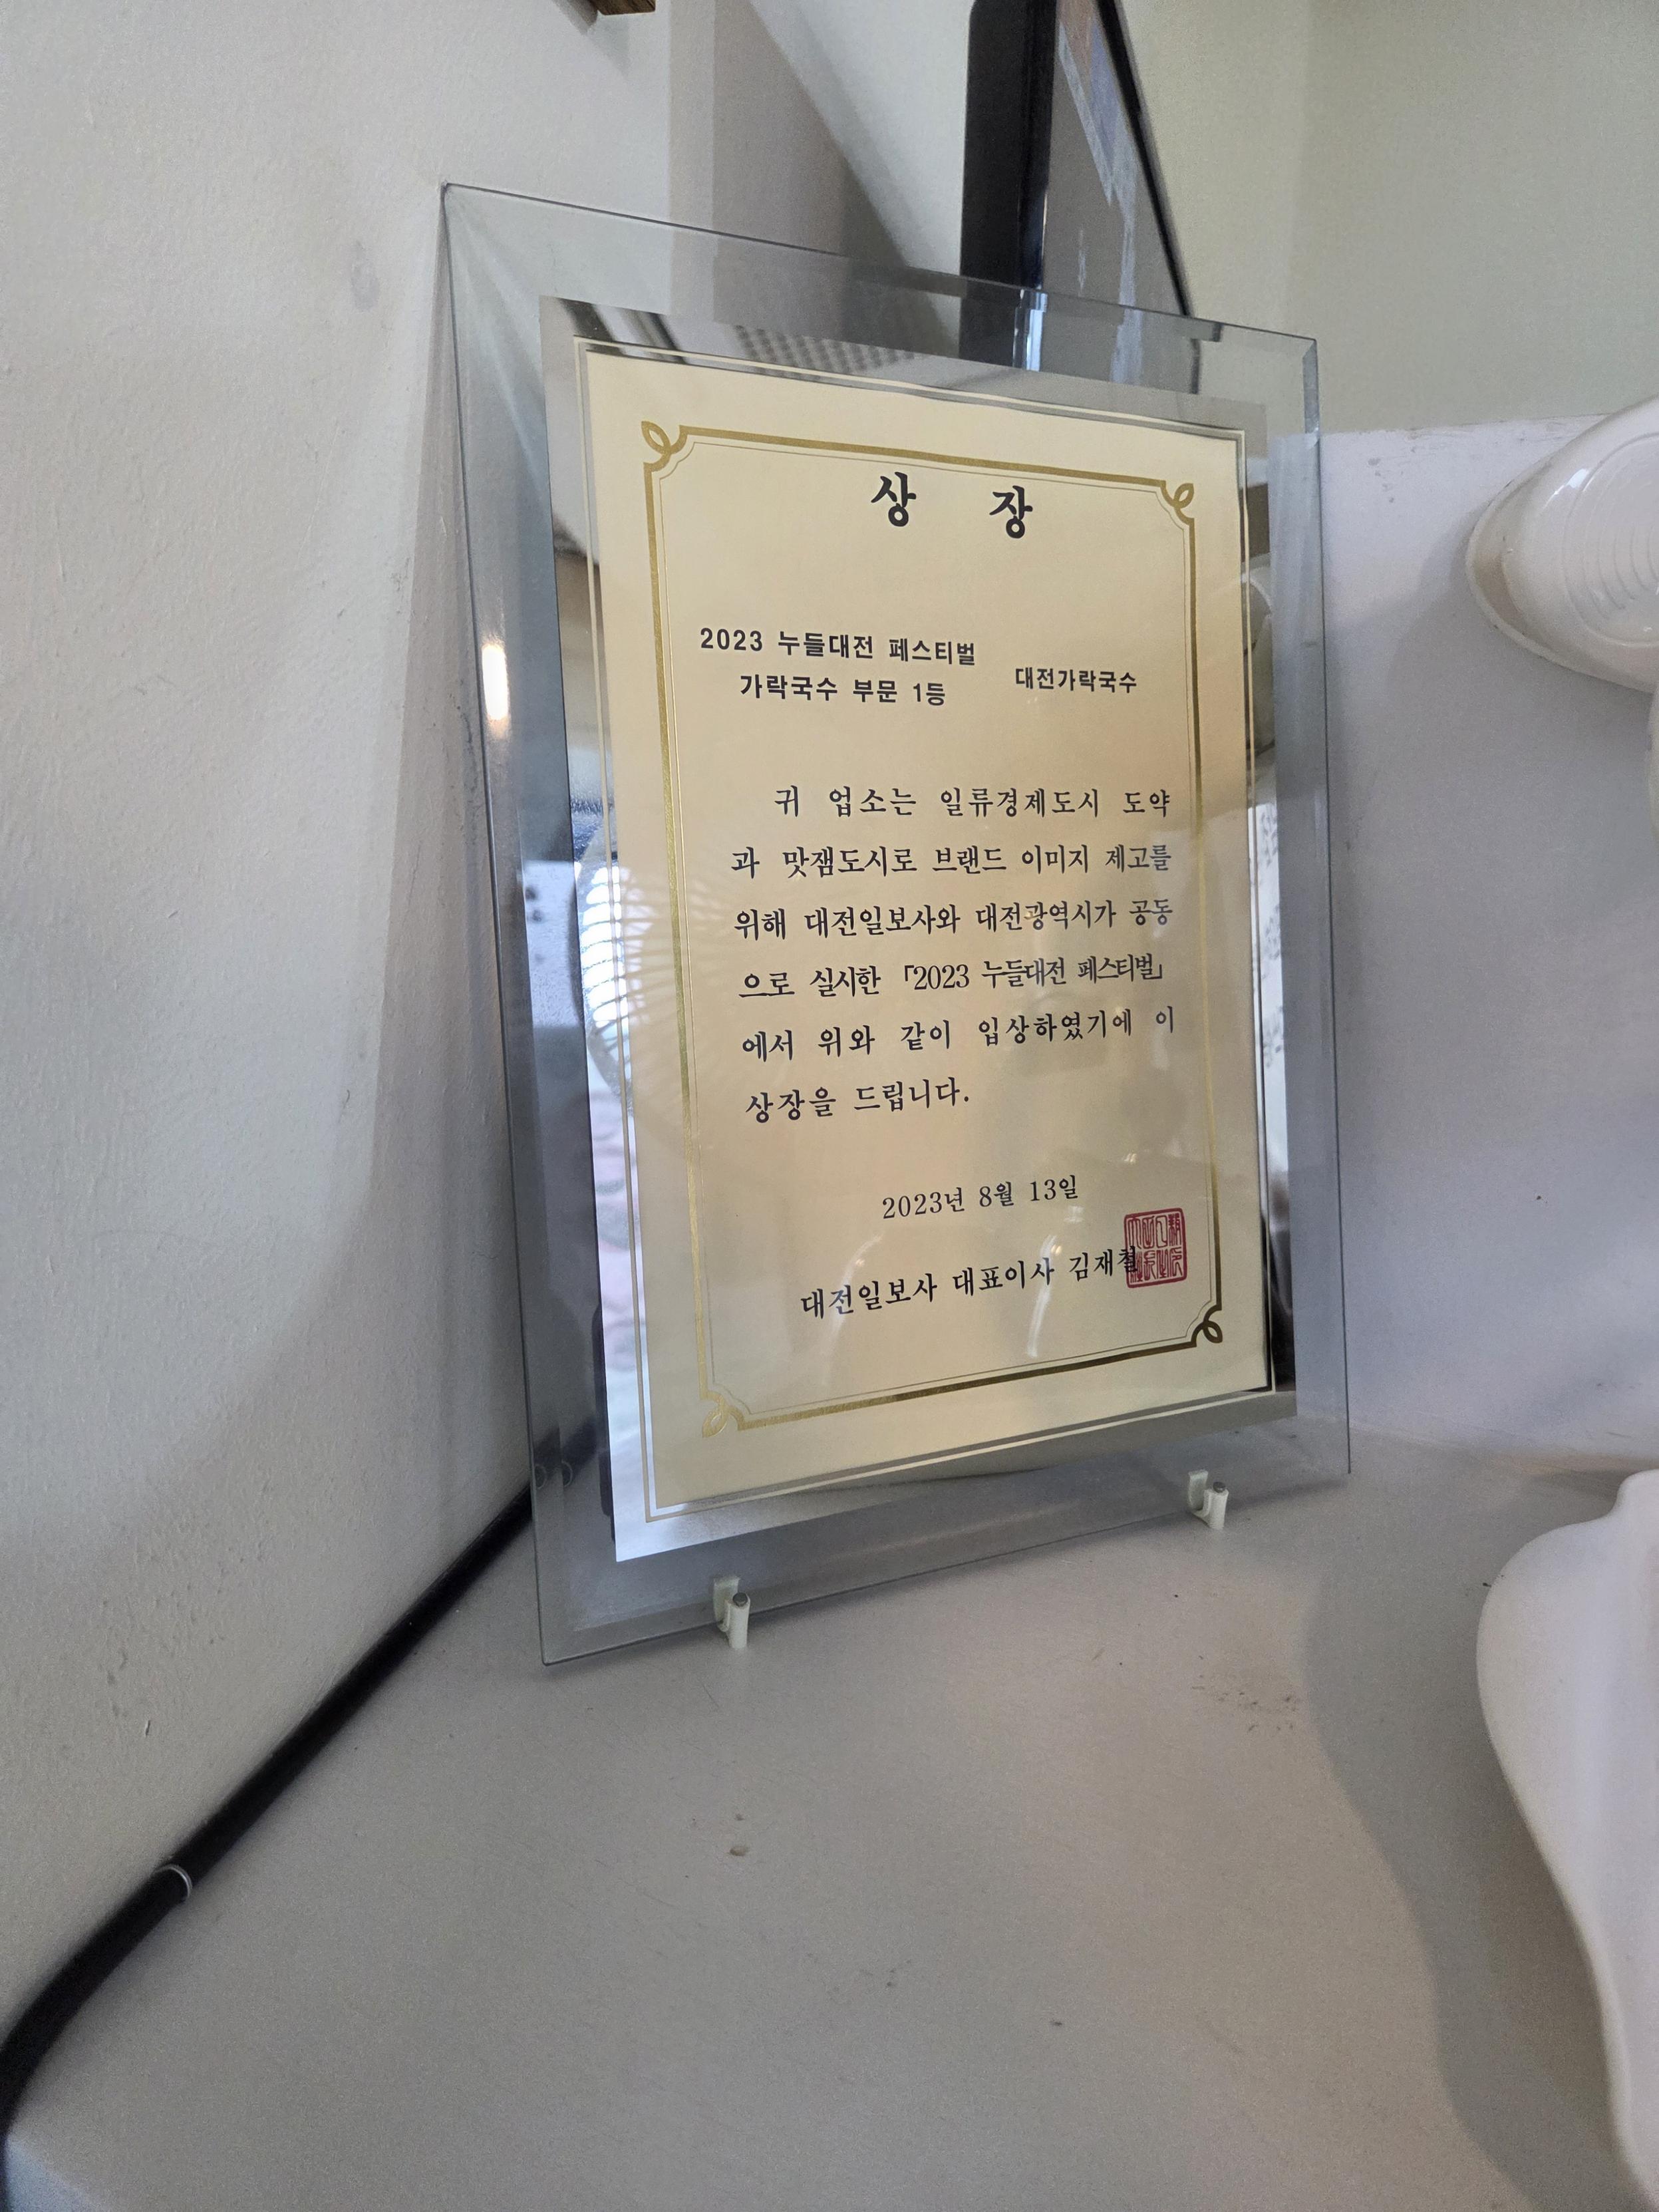 상 장
2023 누들대전 페스티벌
가락국수 부문 1등
대전가락국수
귀 업소는 일류경제도시 도약
과 맛잼도시로 브랜드 이미지 제고를
위해 대전일보사와 대전광역시가 공동
으로 실시한 「2023 누들대전 페스티벌」
에서 위와 같이 입상하였기에 이
상장을 드립니다.
2023년 8월 13일
대전일보사 대표이사 김재철